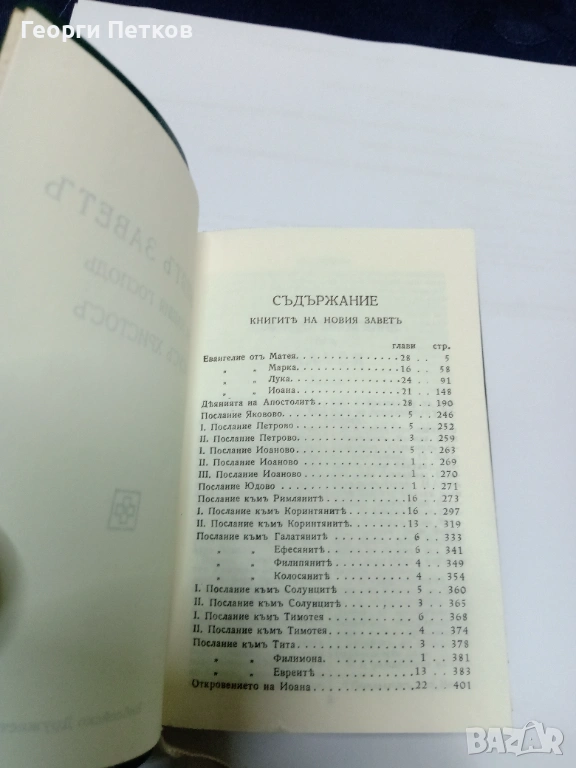 Георги Петков
ЗАВЕТЪ
ГОСПОДЬ
ХРИСТОСЪ
СЪДЪРЖАНИЕ
КНИГИТѢ НА НОВИЯ ЗАВЕТЪ
глави стр.
Евангелие отъ Матея. 28 . . 5
„ „ Марка. 16 . . 58
„ „ Лука. 24 . . 91
„ „ Иоана. 21 . . 148
Дѣянията на Апостолитѣ. 28 . . 190
Послание Яковово. 5 . . 246
I. Послание Петрово. 5 . . 252
II. Послание Петрово. 3 . . 259
I. Послание Иоаново. 5 . . 263
II. Послание Иоаново. 1 . . 269
III. Послание Иоаново. 1 . . 270
Послание Юдово. 1 . . 271
Послание къмъ Римлянитѣ. 16 . . 273
I. Послание къмъ Коринтянитѣ. 16 . . 297
II. Послание къмъ Коринтянитѣ. 13 . . 319
Послание къмъ Галатянитѣ. 6 . . 333
„ „ Ефесянитѣ. 6 . . 341
„ „ Филипянитѣ. 4 . . 349
„ „ Колосянитѣ. 4 . . 354
I. Послание къмъ Солунцитѣ. 5 . . 360
II. Послание къмъ Солунцитѣ. 3 . . 365
I. Послание къмъ Тимотея. 6 . . 368
II. Послание къмъ Тимотея. 4 . . 374
Послание къмъ Тита. 3 . . 378
„ „ Филимона. 1 . . 381
„ „ Евреитѣ. 13 . . 383
Откровението на Иоана. 22 . . 401
BAZAR